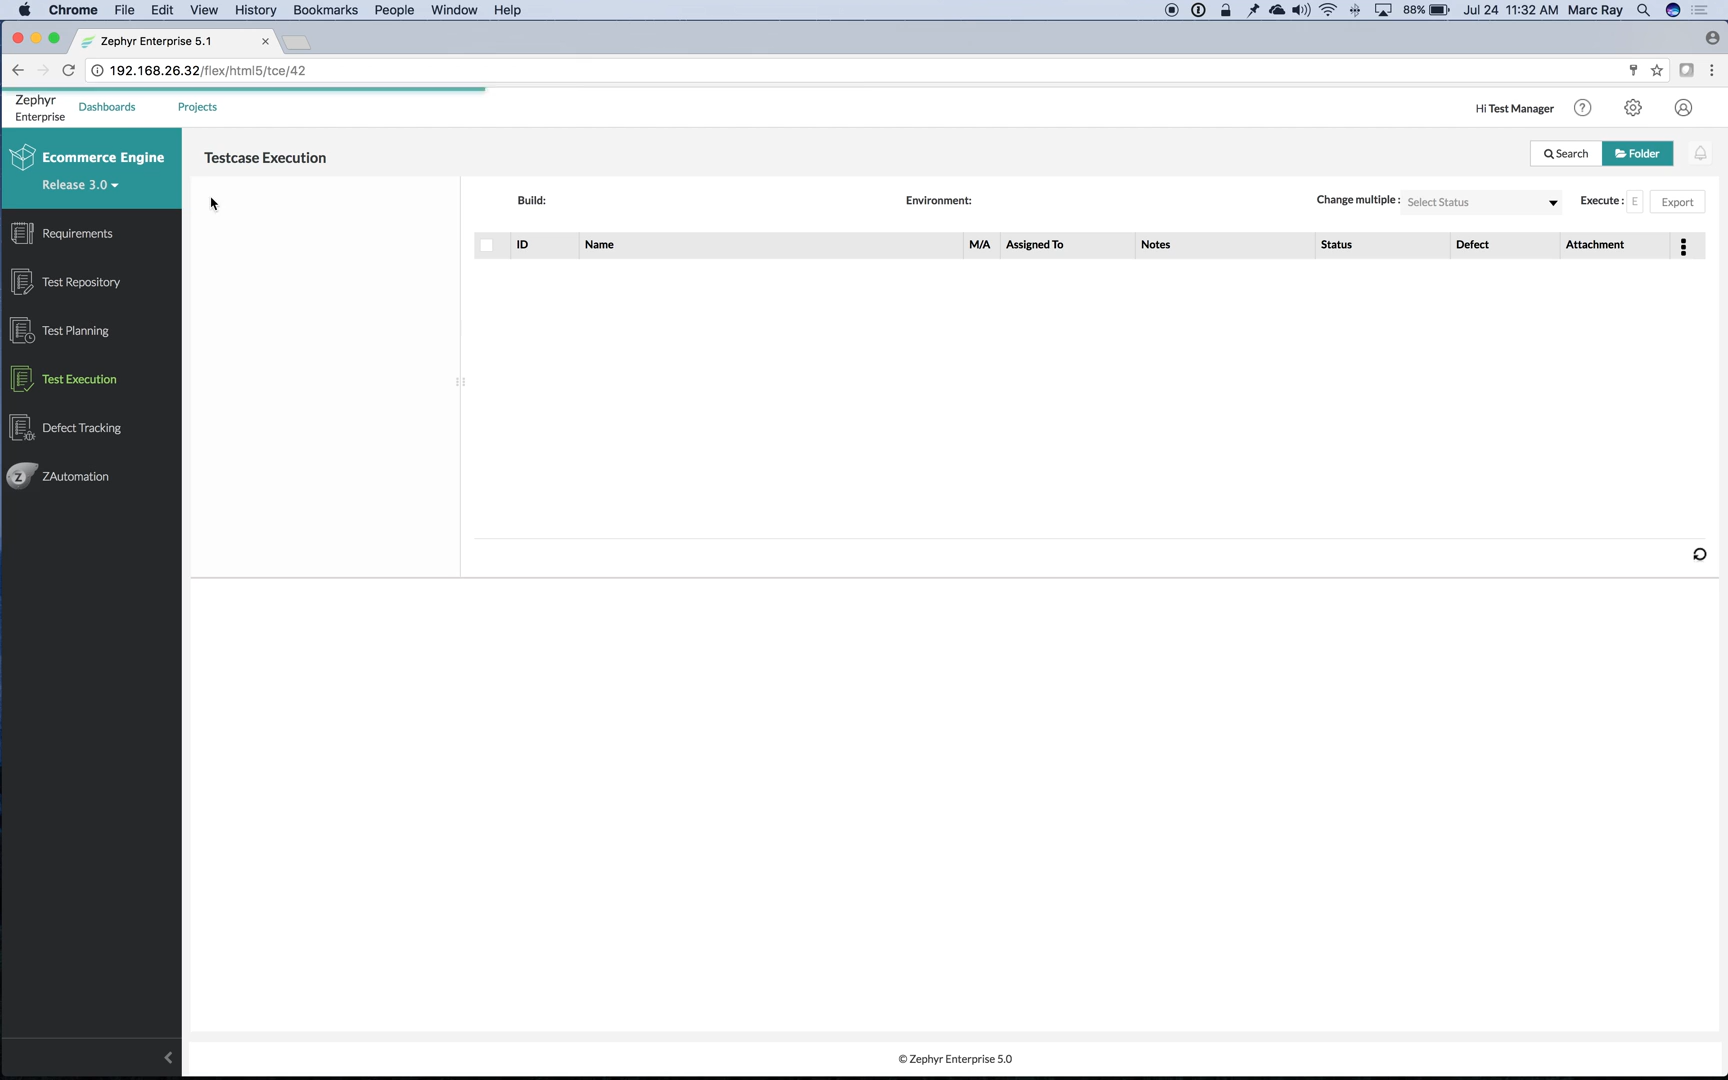 Chrome File Edit View History Bookmarks People Window Help 88% Jul 24 11:32 AM Marc Ray
Zephyr Enterprise 5.1
192.168.26.32/flex/html5/tce/42
Zephyr
Enterprise
Dashboards Projects
Hi Test Manager
Ecommerce Engine
Release 3.0
Testcase Execution
Search Folder
Build: Environment: Change multiple: Select Status Execute: E Export
ID Name M/A Assigned To Notes Status Defect Attachment
Requirements
Test Repository
Test Planning
Test Execution
Defect Tracking
Z ZAutomation
© Zephyr Enterprise 5.0